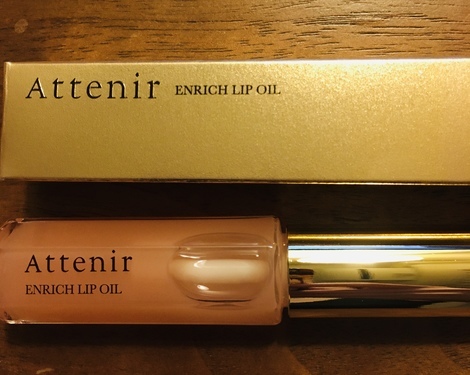 Attenir ENRICH LIP OIL
Attenir
ENRICH LIP OIL